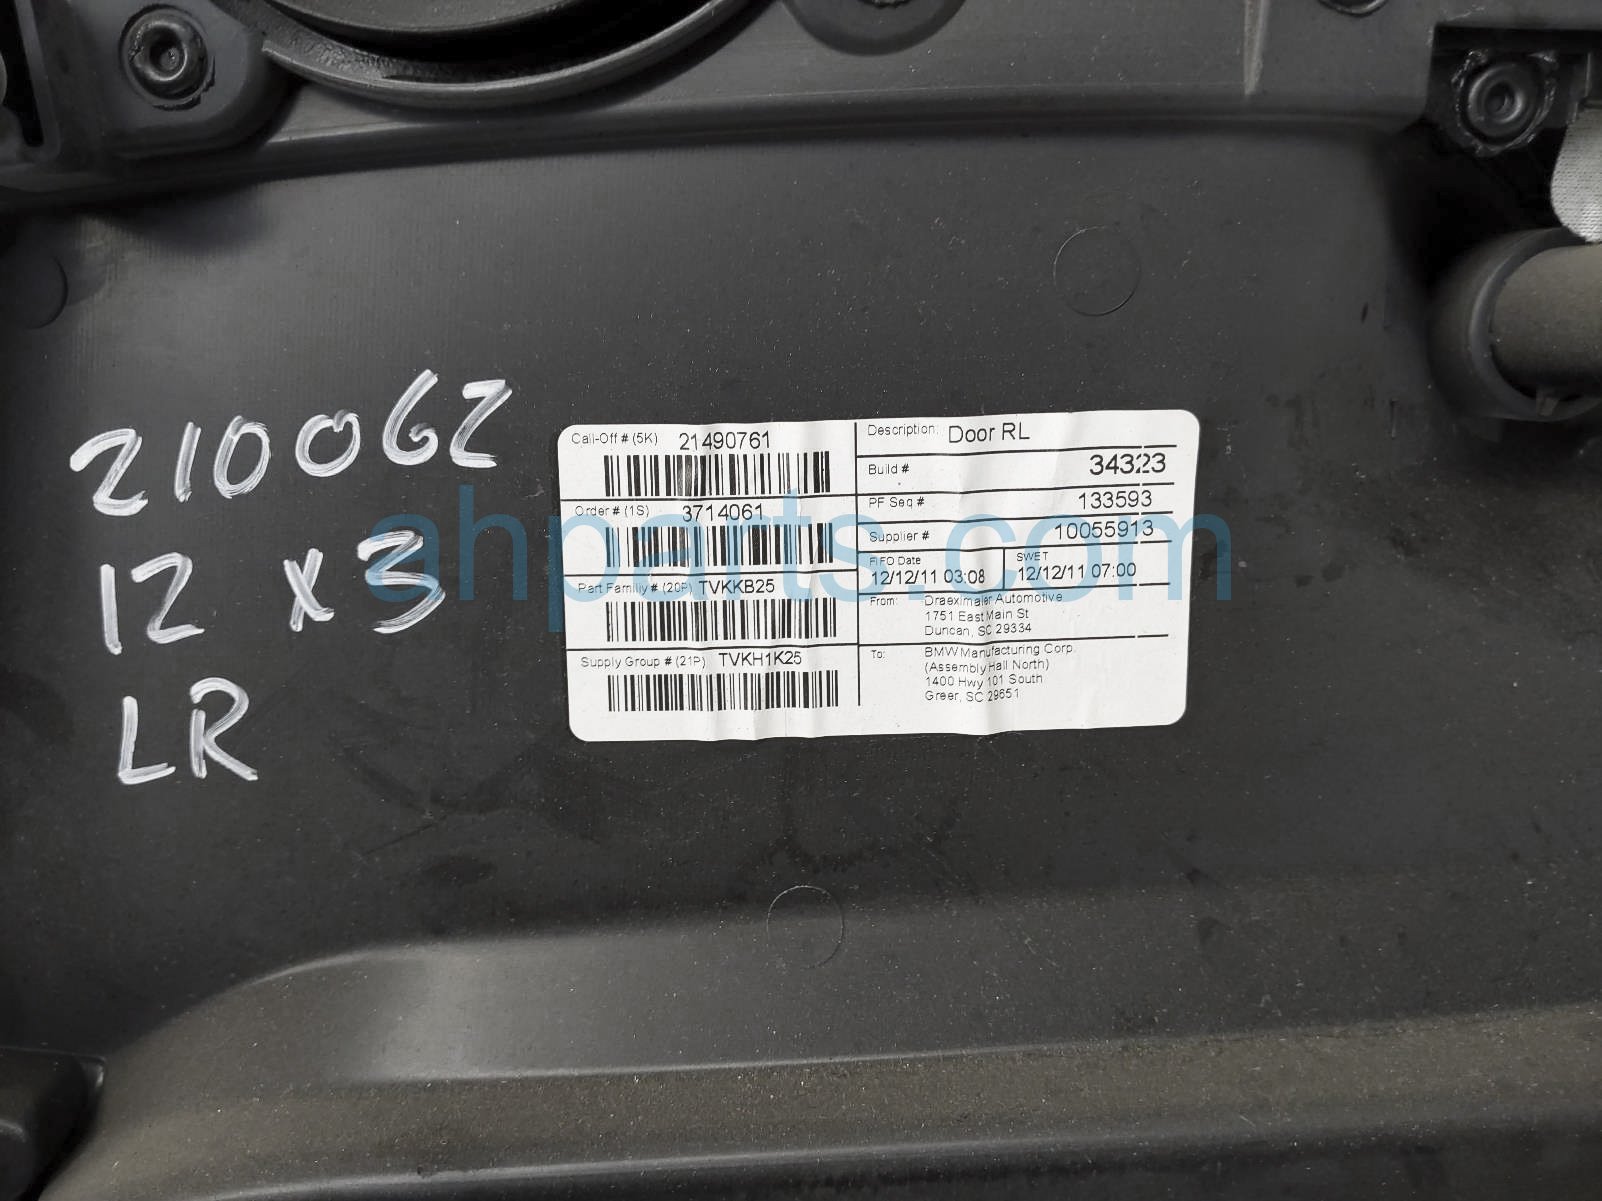 210062
12 x 3
LR
Call-Off # (5K) 21490761
Order # (1S) 3714061
Part Family # (20P) TVKKB25
Supply Group # (21P) TVKH1K25
Description: Door RL
Build # 34323
PF Seq # 133593
Supplier # 10055913
FIFO Date
12/12/11 03:08
SWET
12/12/11 07:00
From: Draeximaier Automotive
1751 East Main St
Duncan, SC 29334
To: BMW Manufacturing Corp.
(Assembly Hall North)
1400 Hwy 101 South
Greer, SC 29651
ahparts.com